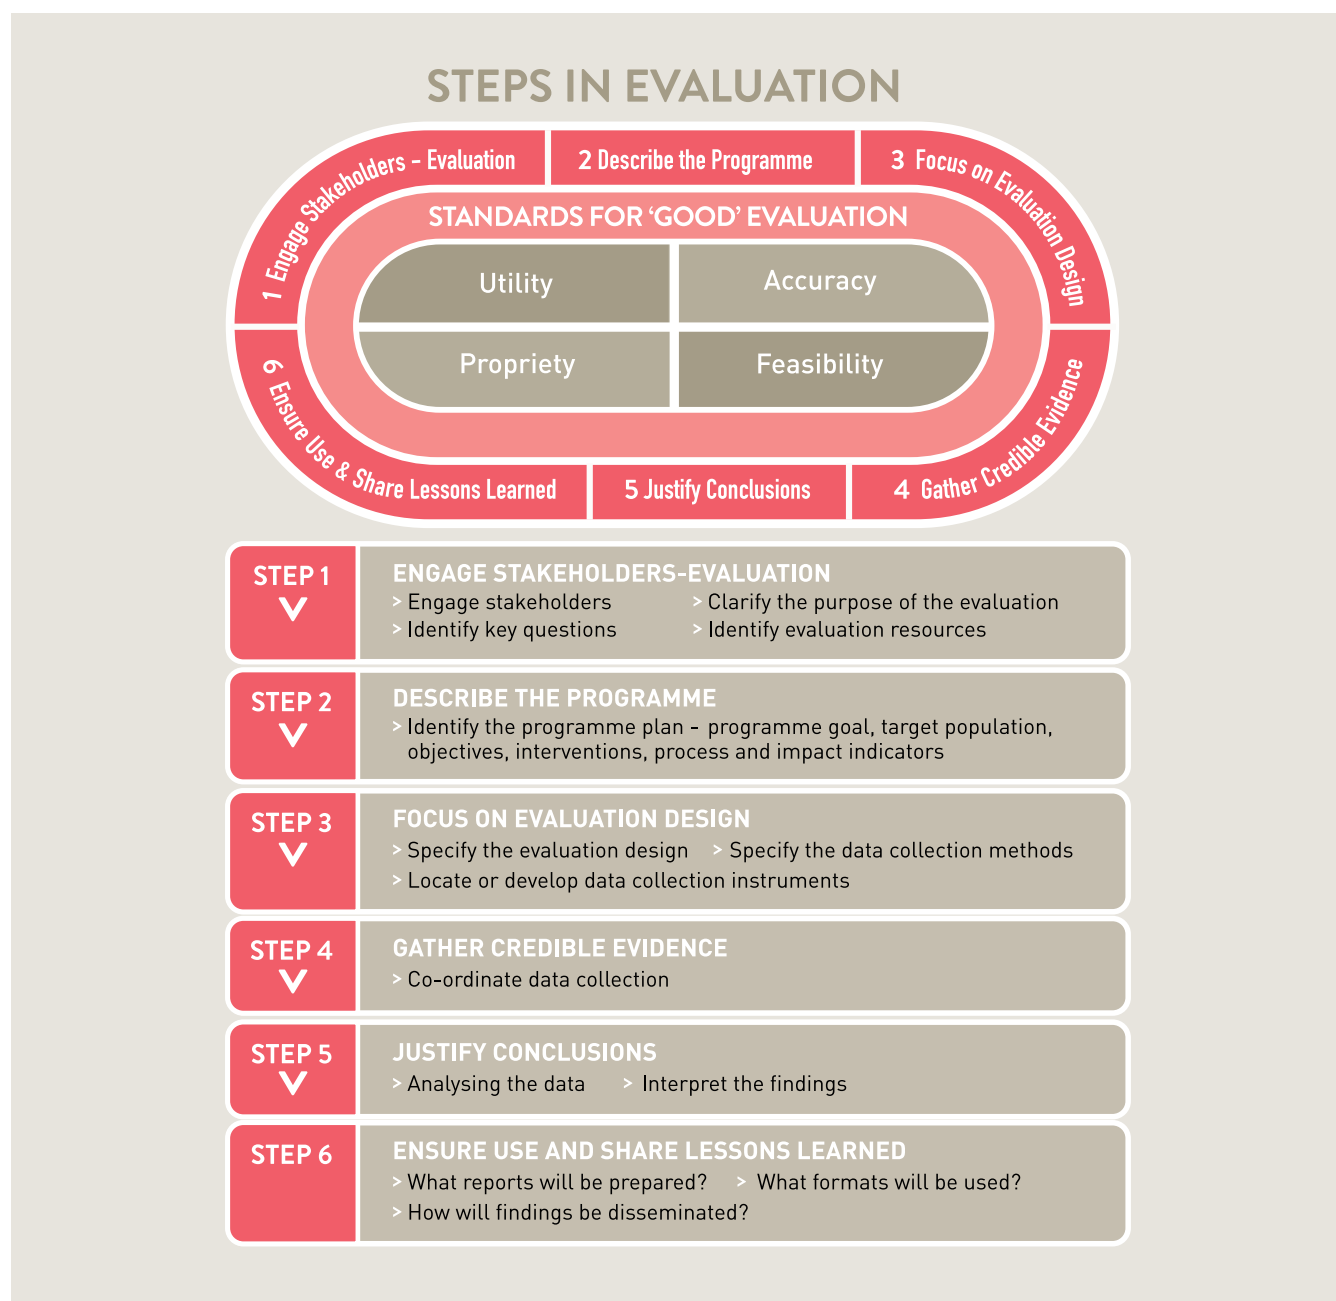 STEPS IN EVALUATION
1 Engage Stakeholders – Evaluation
2 Describe the Programme
3 Focus on Evaluation Design
STANDARDS FOR ‘GOOD’ EVALUATION
Utility
Accuracy
Propriety
Feasibility
4 Gather Credible Evidence
5 Justify Conclusions
6 Ensure Use & Share Lessons Learned
STEP 1
ENGAGE STAKEHOLDERS-EVALUATION
> Engage stakeholders > Clarify the purpose of the evaluation
> Identify key questions > Identify evaluation resources
STEP 2
DESCRIBE THE PROGRAMME
> Identify the programme plan - programme goal, target population,
objectives, interventions, process and impact indicators
STEP 3
FOCUS ON EVALUATION DESIGN
> Specify the evaluation design > Specify the data collection methods
> Locate or develop data collection instruments
STEP 4
GATHER CREDIBLE EVIDENCE
> Co-ordinate data collection
STEP 5
JUSTIFY CONCLUSIONS
> Analysing the data > Interpret the findings
STEP 6
ENSURE USE AND SHARE LESSONS LEARNED
> What reports will be prepared? > What formats will be used?
> How will findings be disseminated?